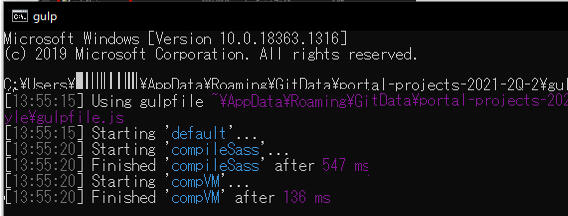 gulp
Microsoft Windows [Version 10.0.18363.1316]
(c) 2019 Microsoft Corporation. All rights reserved.
C:¥Users¥ ¥AppData¥Roaming¥GitData¥portal-projects-2021-2Q-2¥gul
[13:55:15] Using gulpfile ~¥AppData¥Roaming¥GitData¥portal-projects-202
vle¥gulpfile.js
[13:55:15] Starting 'default'...
[13:55:20] Starting 'compileSass'...
[13:55:20] Finished 'compileSass' after 547 ms
[13:55:20] Starting 'compVM'...
[13:55:20] Finished 'compVM' after 136 ms